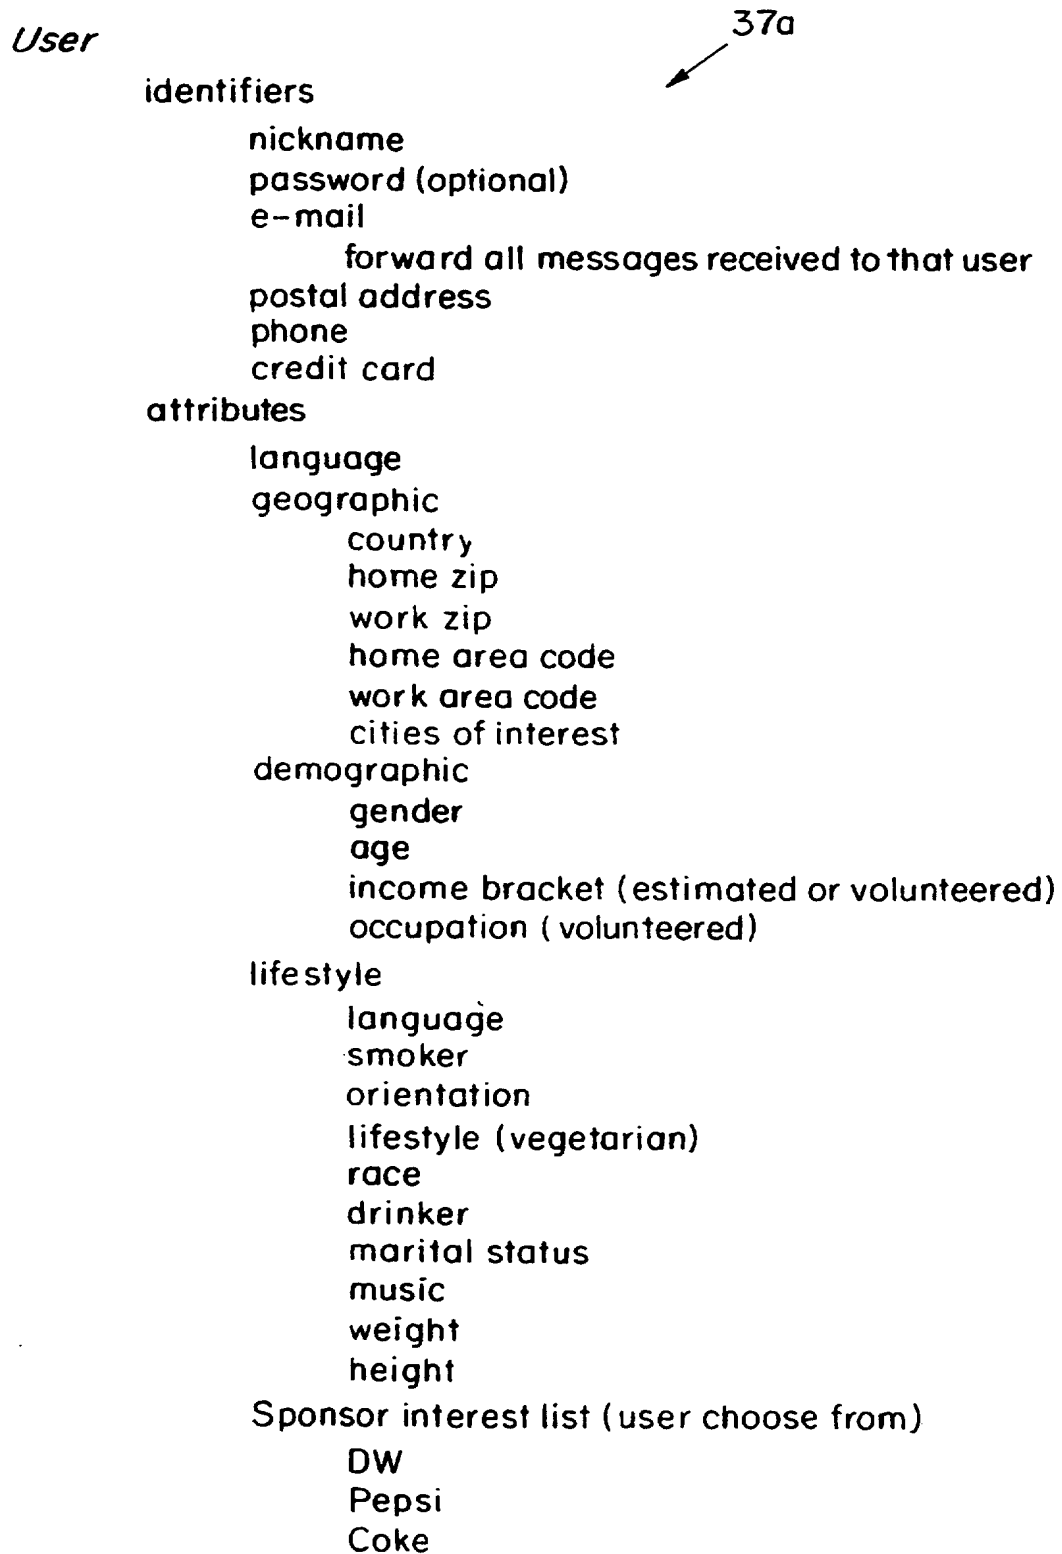 37a
User
identifiers
nickname
password (optional)
e-mail
forward all messages received to that user
postal address
phone
credit card
attributes
language
geographic
country
home zip
work zip
home area code
work area code
cities of interest
demographic
gender
age
income bracket (estimated or volunteered)
occupation (volunteered)
lifestyle
language
smoker
orientation
lifestyle (vegetarian)
race
drinker
marital status
music
weight
height
Sponsor interest list (user choose from)
DW
Pepsi
Coke